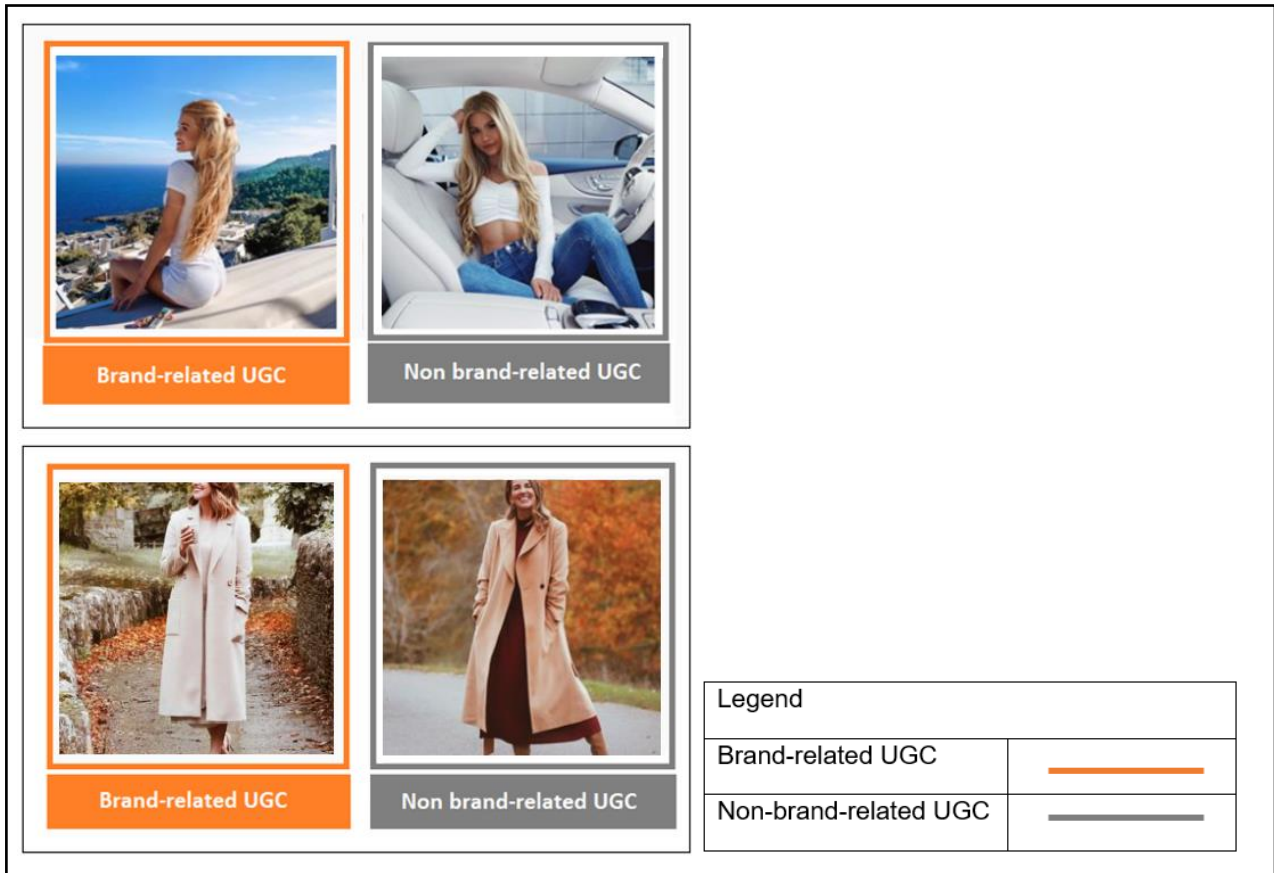 Brand-related UGC
Non brand-related UGC
Brand-related UGC
Non brand-related UGC
Legend
Brand-related UGC
Non-brand-related UGC